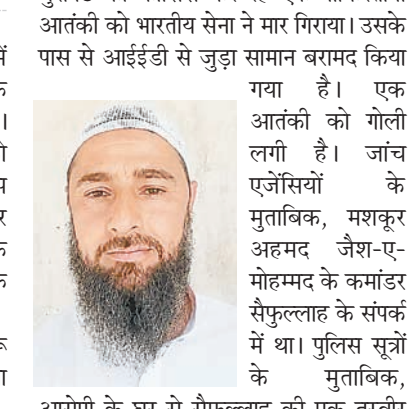 आतंकी को भारतीय सेना ने मार गिराया। उसके
पास से आईईडी से जुड़ा सामान बरामद किया
गया है। एक
आतंकी को गोली
लगी है। जांच
एजेंसियों के
मुताबिक, मशकूर
अहमद जैश-ए-
मोहम्मद के कमांडर
सैफुल्लाह के संपर्क
में था। पुलिस सूत्रों
के मुताबिक,